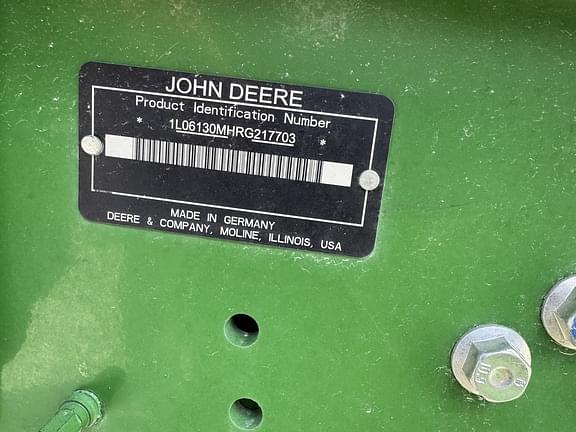 JOHN DEERE
Product Identification Number
* 1L06130MHRG217703 *
MADE IN GERMANY
DEERE & COMPANY, MOLINE, ILLINOIS, USA